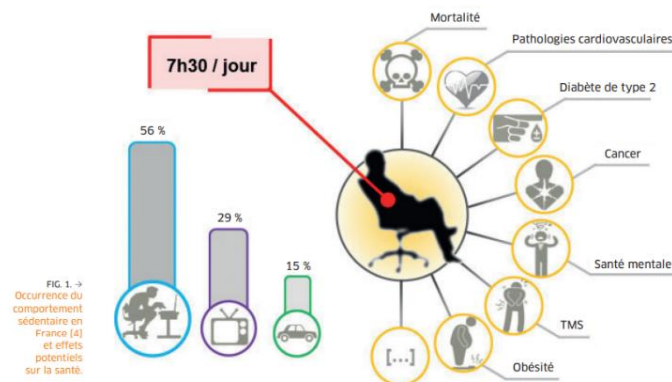 Mortalité
Pathologies cardiovasculaires
7h30 / jour
Diabète de type 2
56 %
Cancer
29 %
15 %
Santé mentale
FIG. 1. →
Occurrence du
comportement
sédentaire en
France [4]
et effets
potentiels
sur la santé.
TMS
Obésité
[...]